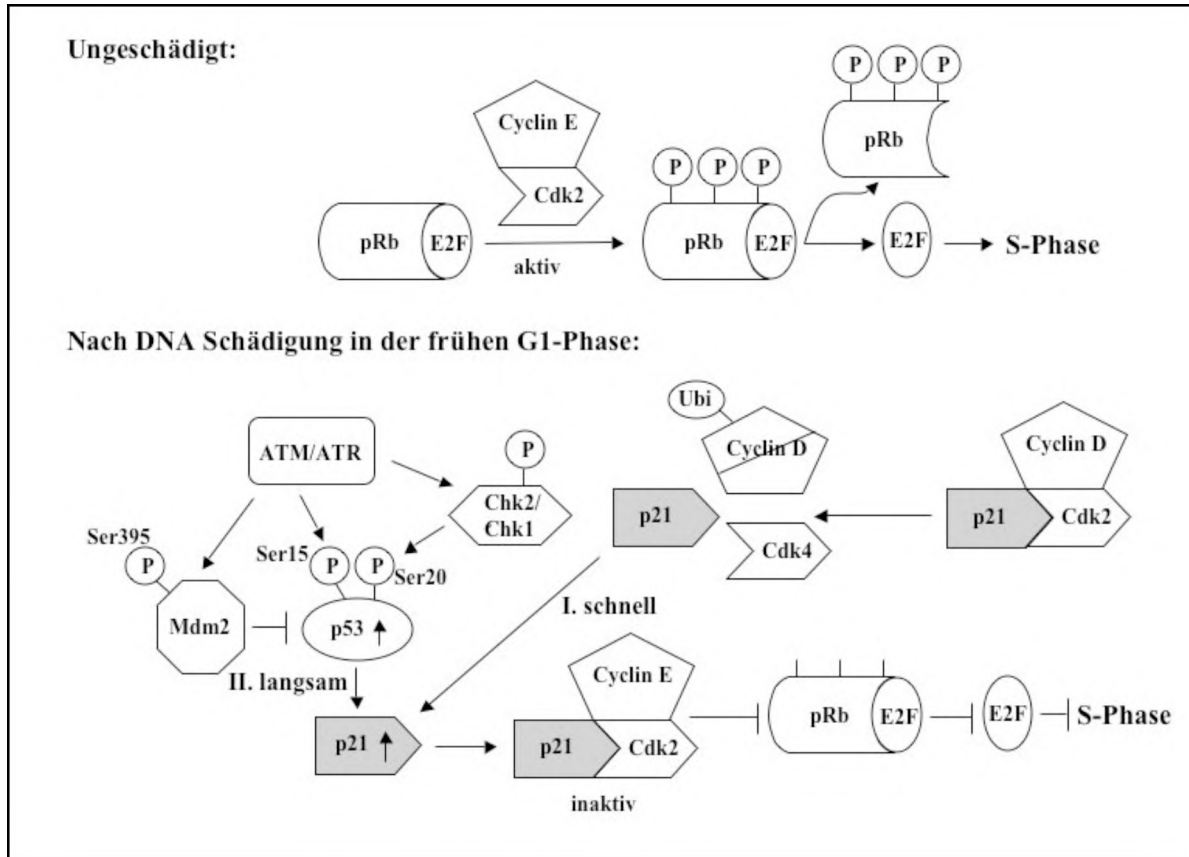 Ungeschädigt:
P P P
pRb
Cyclin E
Cdk2
P P P
pRb E2F
aktiv
pRb E2F
E2F
S-Phase
Nach DNA Schädigung in der frühen G1-Phase:
ATM/ATR
P
Chk2/
Chk1
Ser395
P
Mdm2
Ser15
P P
Ser20
p53
II. langsam
p21
Ubi
Cyclin D
p21
Cdk4
Cyclin D
p21 Cdk2
I. schnell
Cyclin E
p21 Cdk2
inaktiv
pRb E2F
E2F
S-Phase